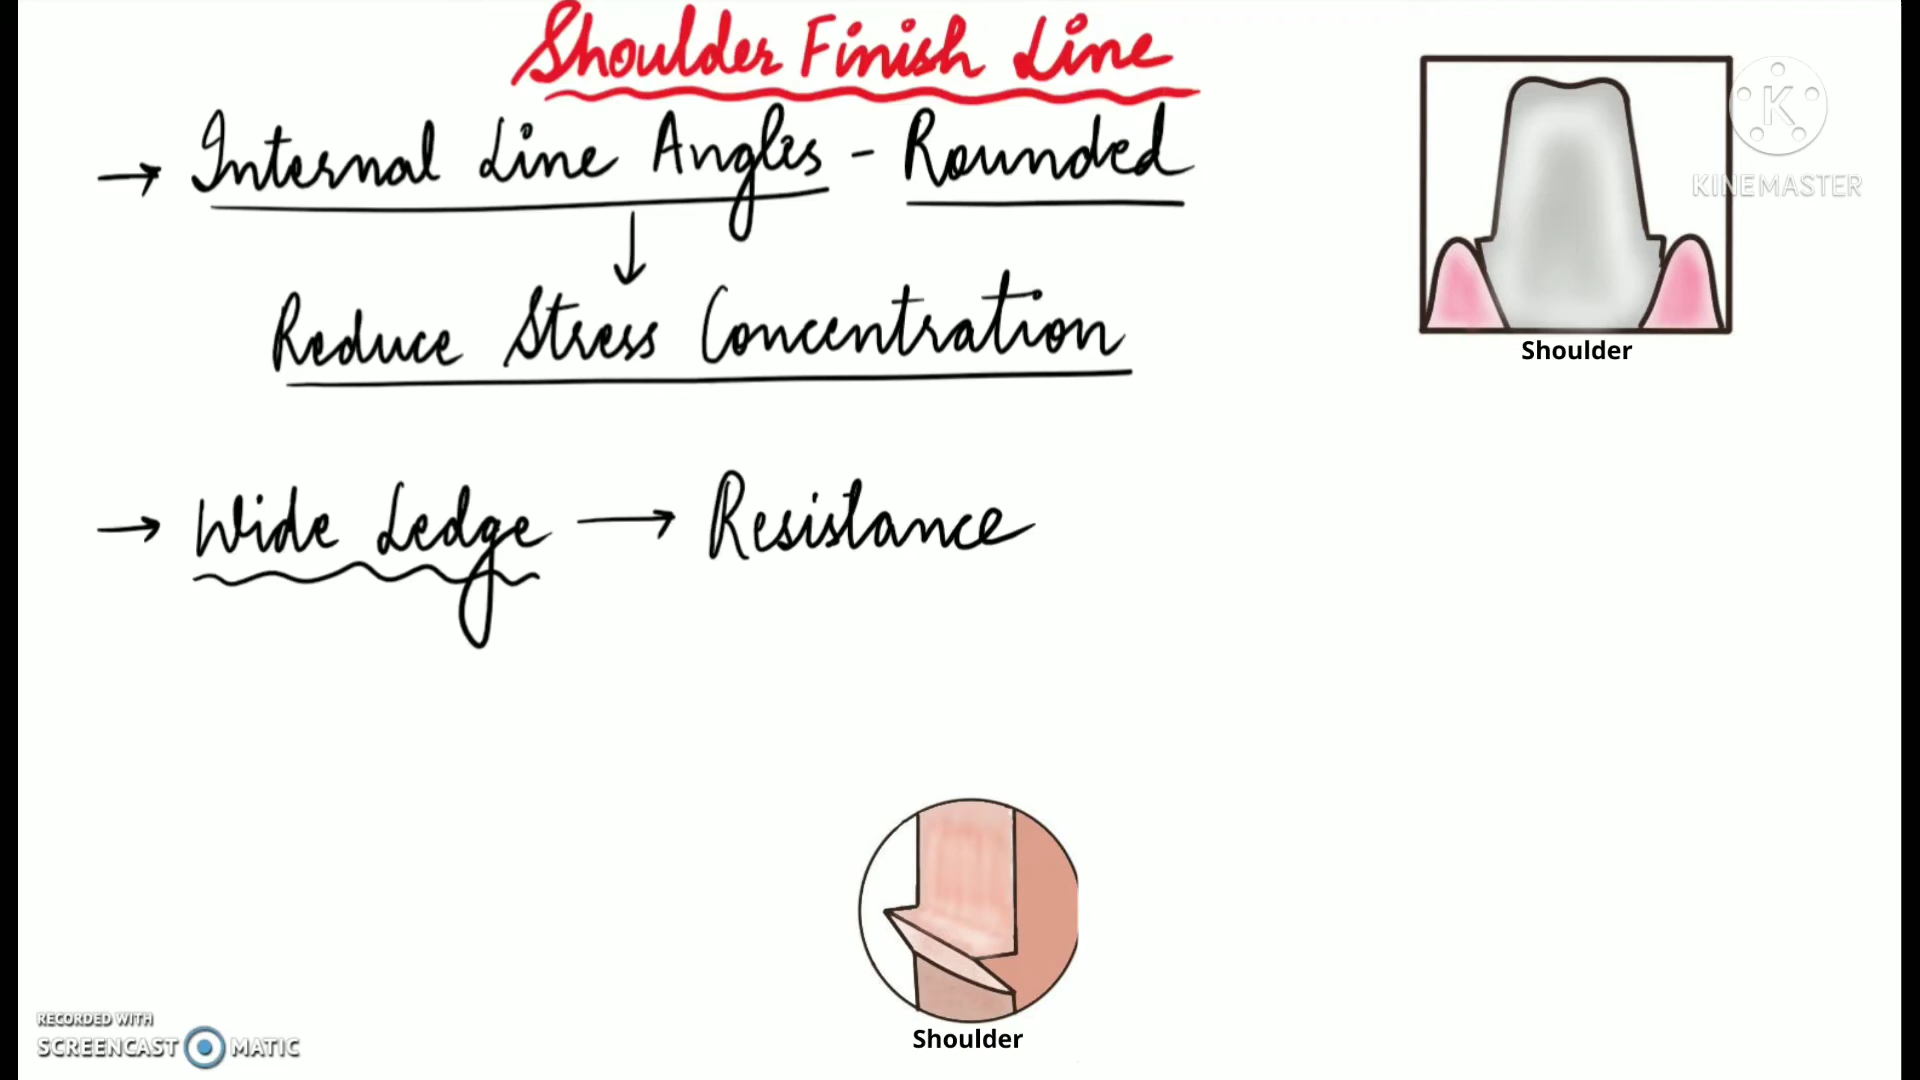 Shoulder Finish Line
→ Internal Line Angles - Rounded
↓
Reduce Stress Concentration
→ Wide Ledge → Resistance
K
KINEMASTER
Shoulder
Shoulder
RECORDED WITH
SCREENCAST MATIC